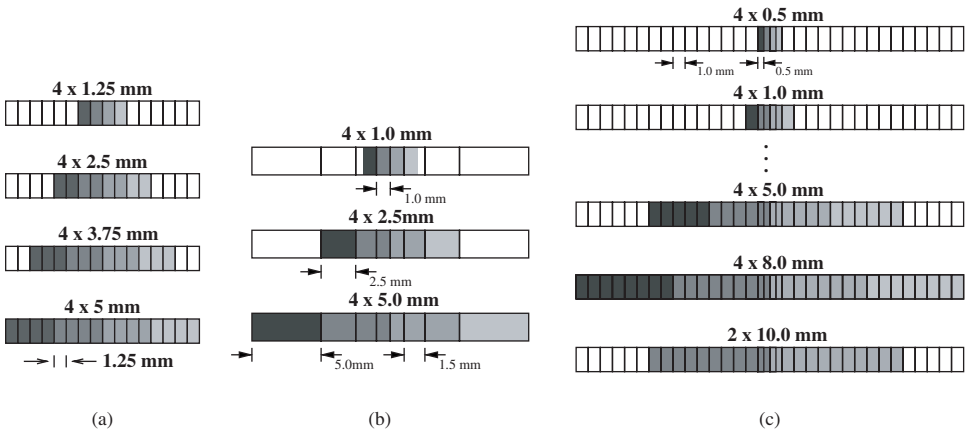 4 x 1.25 mm
4 x 2.5 mm
4 x 3.75 mm
4 x 5 mm
1.25 mm
(a)
4 x 1.0 mm
1.0 mm
4 x 2.5mm
2.5 mm
4 x 5.0 mm
5.0mm
1.5 mm
(b)
4 x 0.5 mm
1.0 mm
0.5 mm
4 x 1.0 mm
4 x 5.0 mm
4 x 8.0 mm
2 x 10.0 mm
(c)